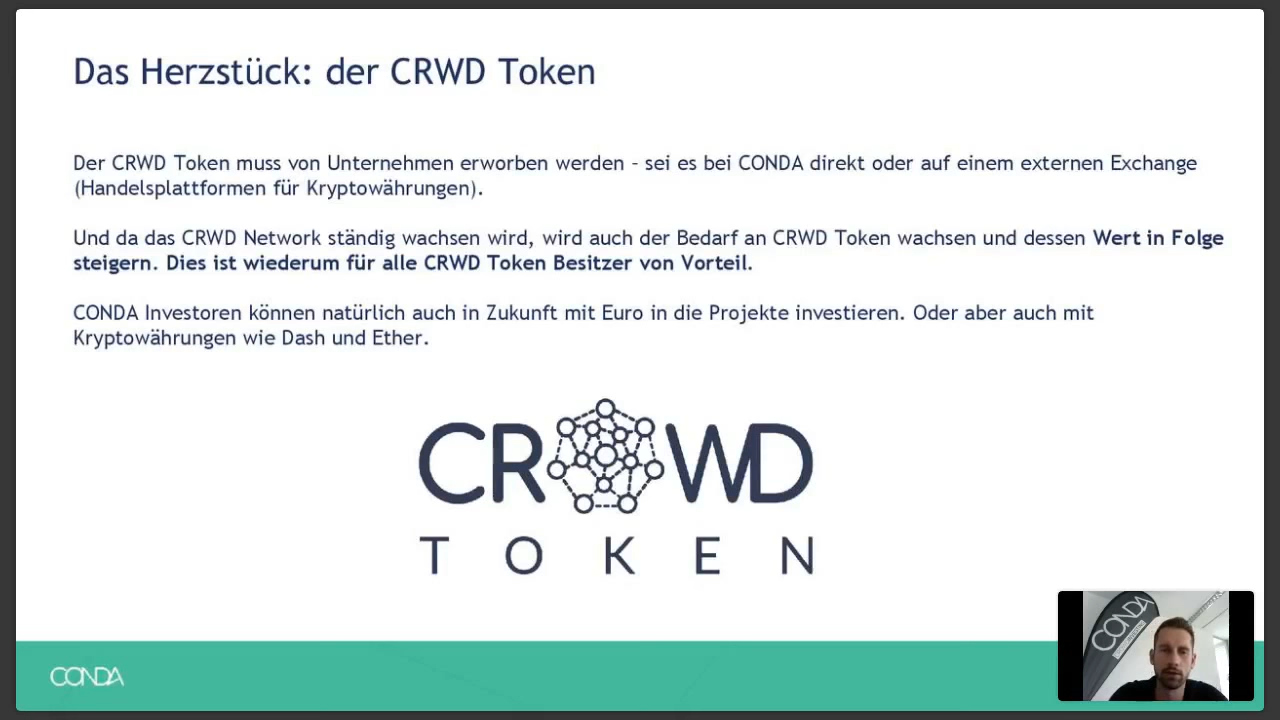 Das Herzstück: der CRWD Token
Der CRWD Token muss von Unternehmen erworben werden – sei es bei CONDA direkt oder auf einem externen Exchange
(Handelsplattformen für Kryptowährungen).
Und da das CRWD Network ständig wachsen wird, wird auch der Bedarf an CRWD Token wachsen und dessen Wert in Folge
steigern. Dies ist wiederum für alle CRWD Token Besitzer von Vorteil.
CONDA Investoren können natürlich auch in Zukunft mit Euro in die Projekte investieren. Oder aber auch mit
Kryptowährungen wie Dash und Ether.
CROWD
TOKEN
CONDA
CONDA